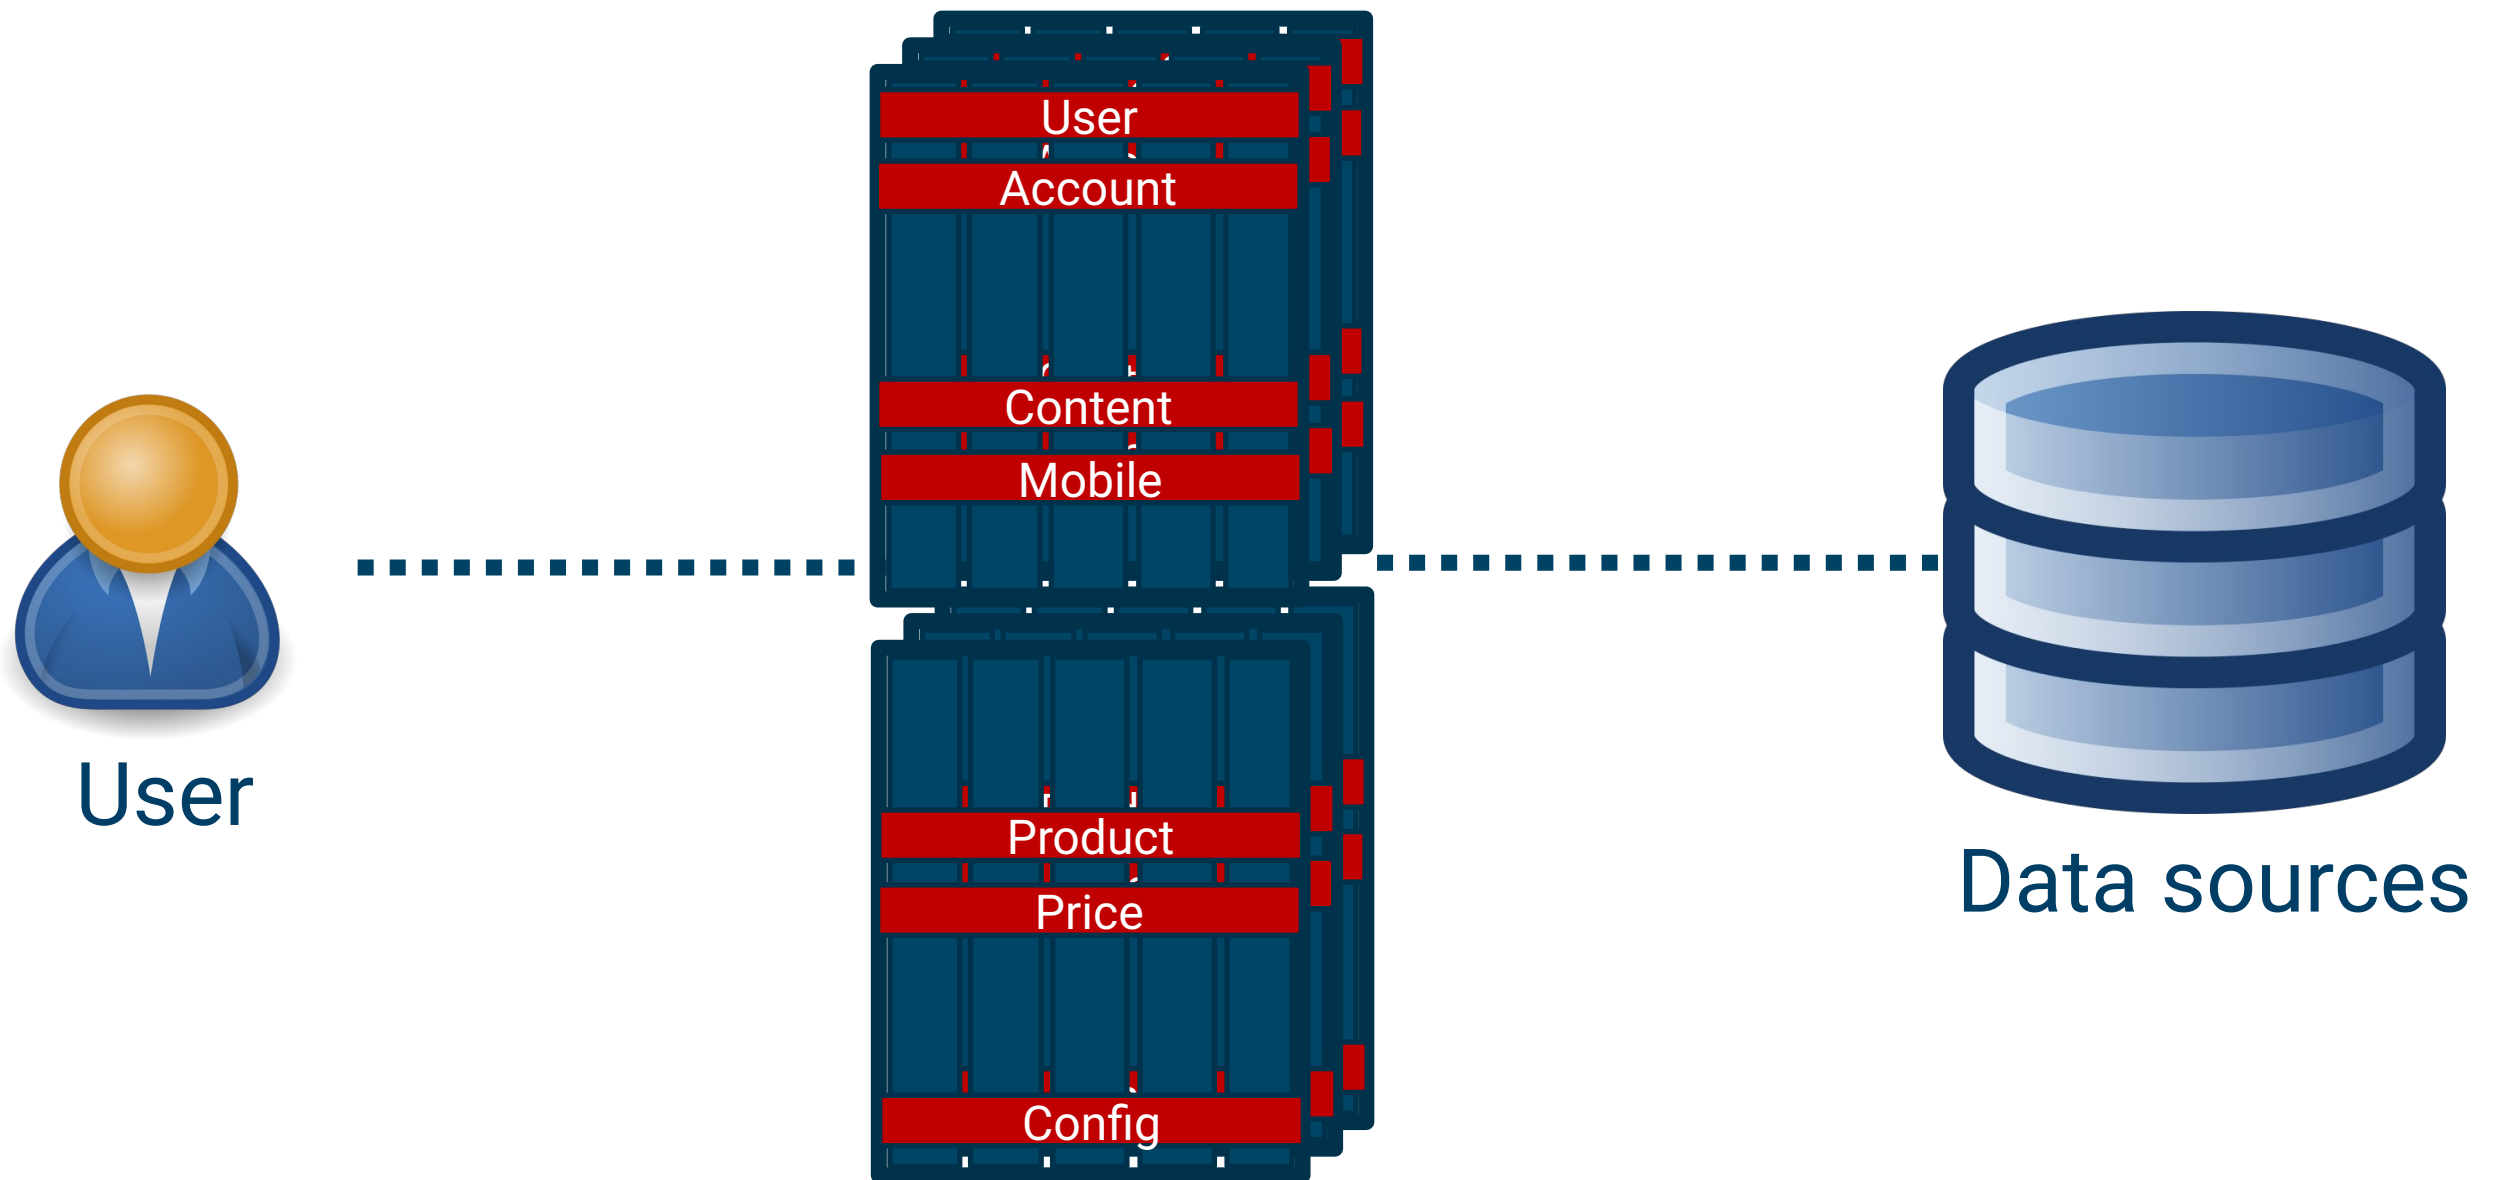 User
Account
Content
Mobile
Product
Price
Config
User
Data sources